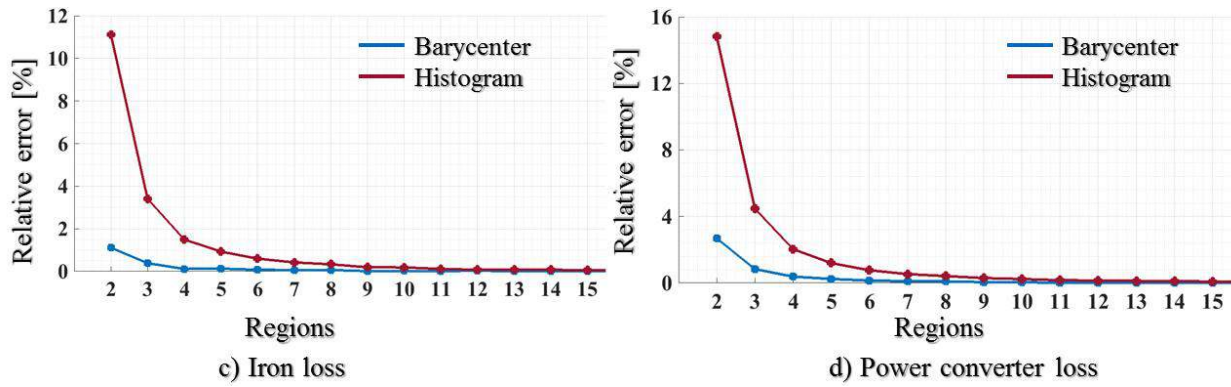 12
10
8
6
4
2
0
Relative error [%]
Barycenter
Histogram
2 3 4 5 6 7 8 9 10 11 12 13 14 15
Regions
c) Iron loss
16
12
8
4
0
Relative error [%]
Barycenter
Histogram
2 3 4 5 6 7 8 9 10 11 12 13 14 15
Regions
d) Power converter loss